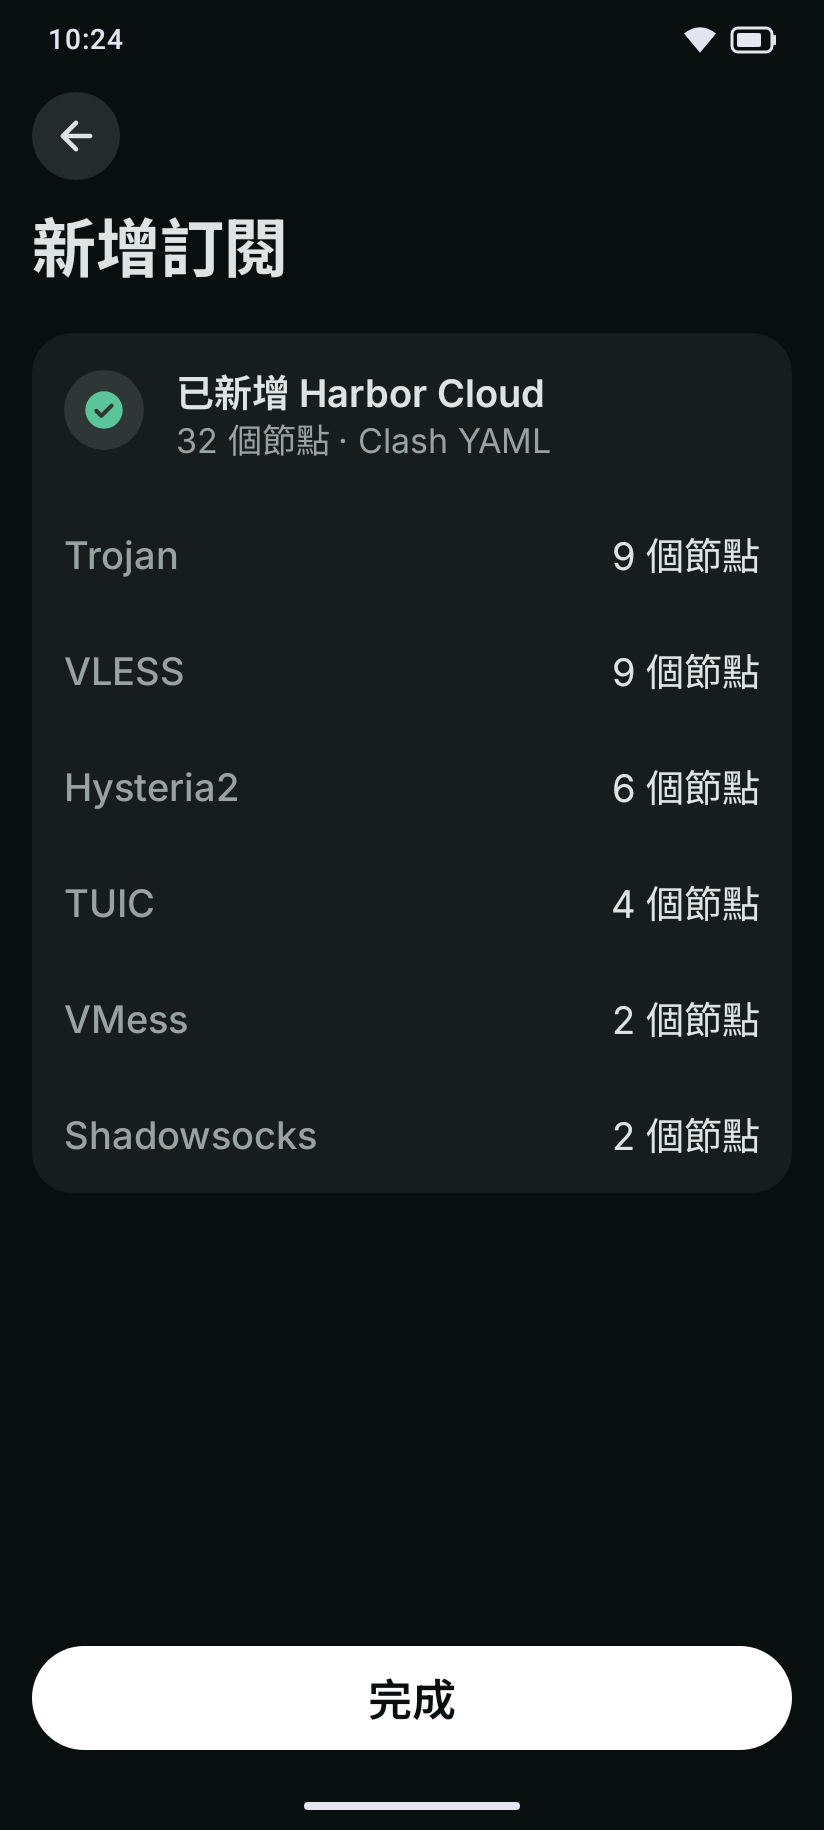 10:24
新增訂閱
已新增 Harbor Cloud
32 個節點 · Clash YAML
Trojan 9 個節點
VLESS 9 個節點
Hysteria2 6 個節點
TUIC 4 個節點
VMess 2 個節點
Shadowsocks 2 個節點
完成